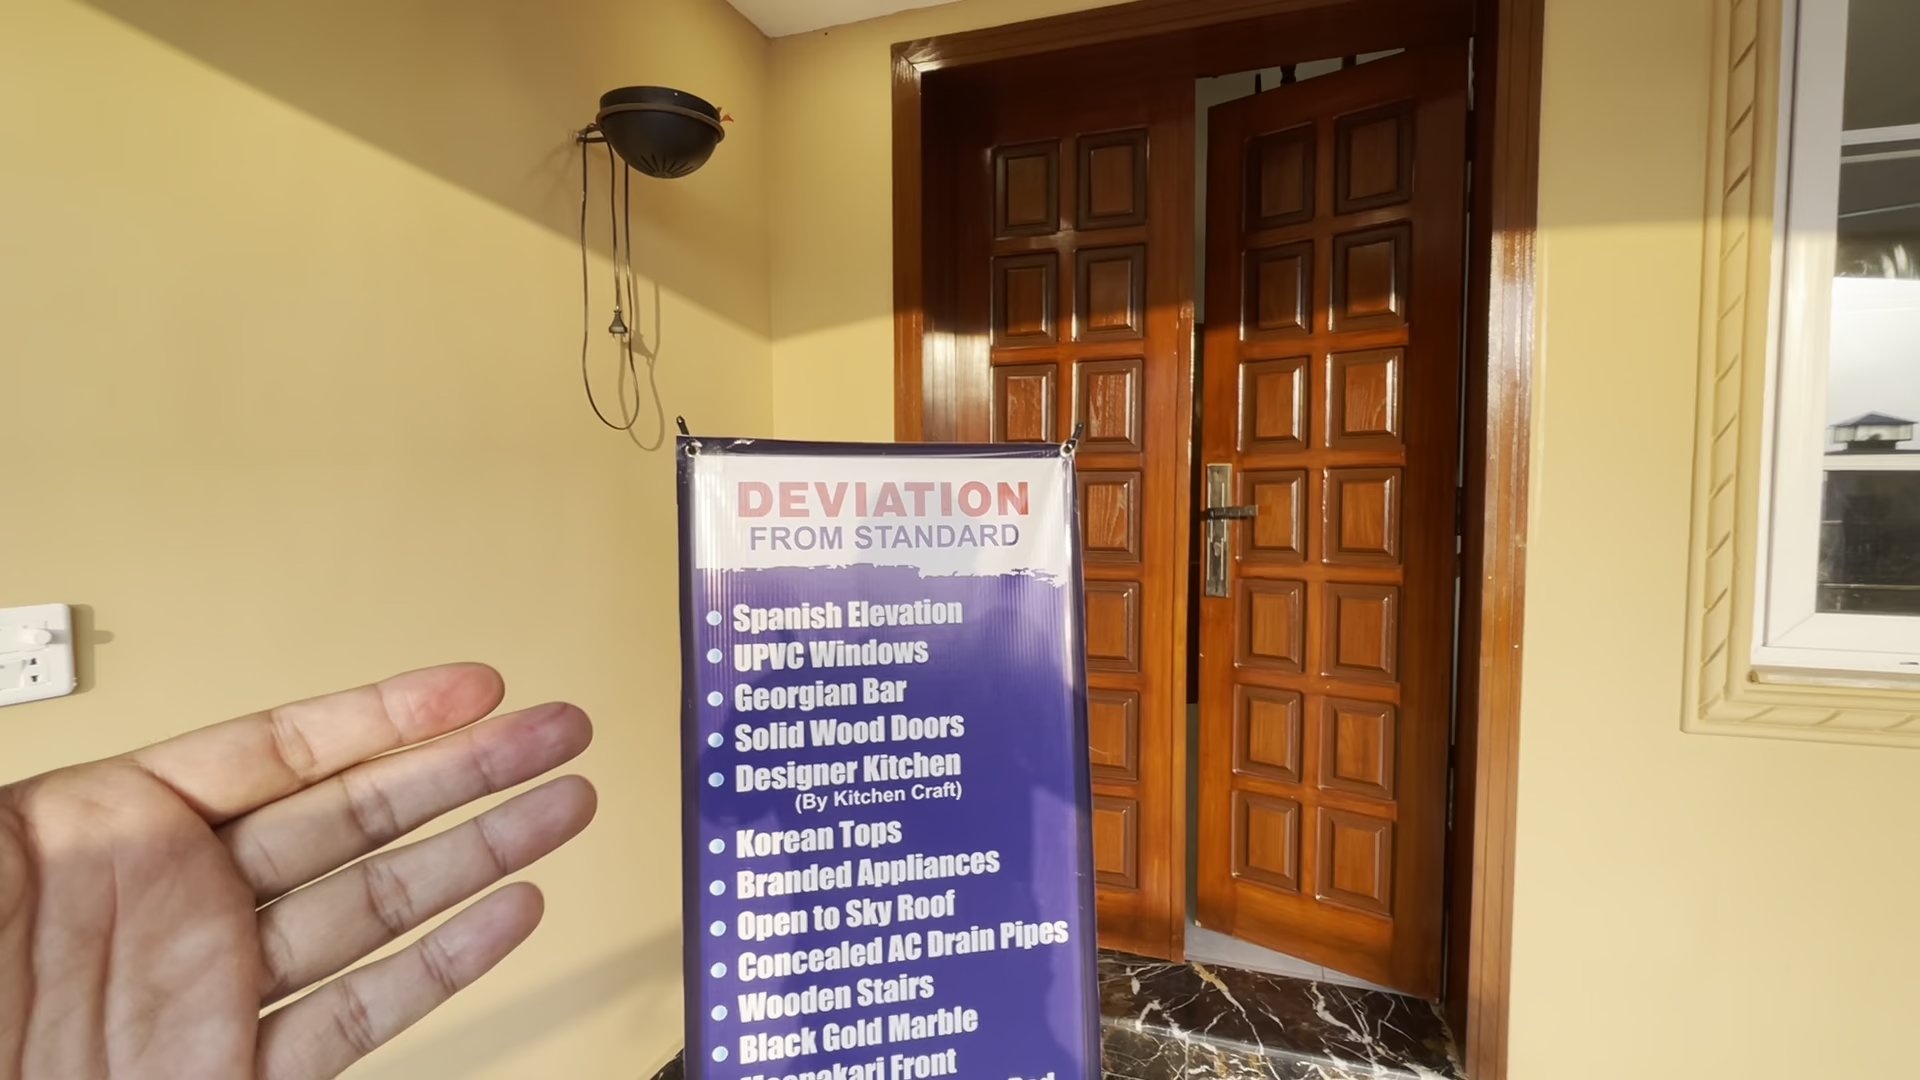 DEVIATION
FROM STANDARD
Spanish Elevation
UPVC Windows
Georgian Bar
Solid Wood Doors
Designer Kitchen
(By Kitchen Craft)
Korean Tops
Branded Appliances
Open to Sky Roof
Concealed AC Drain Pipes
Wooden Stairs
Black Gold Marble
Front